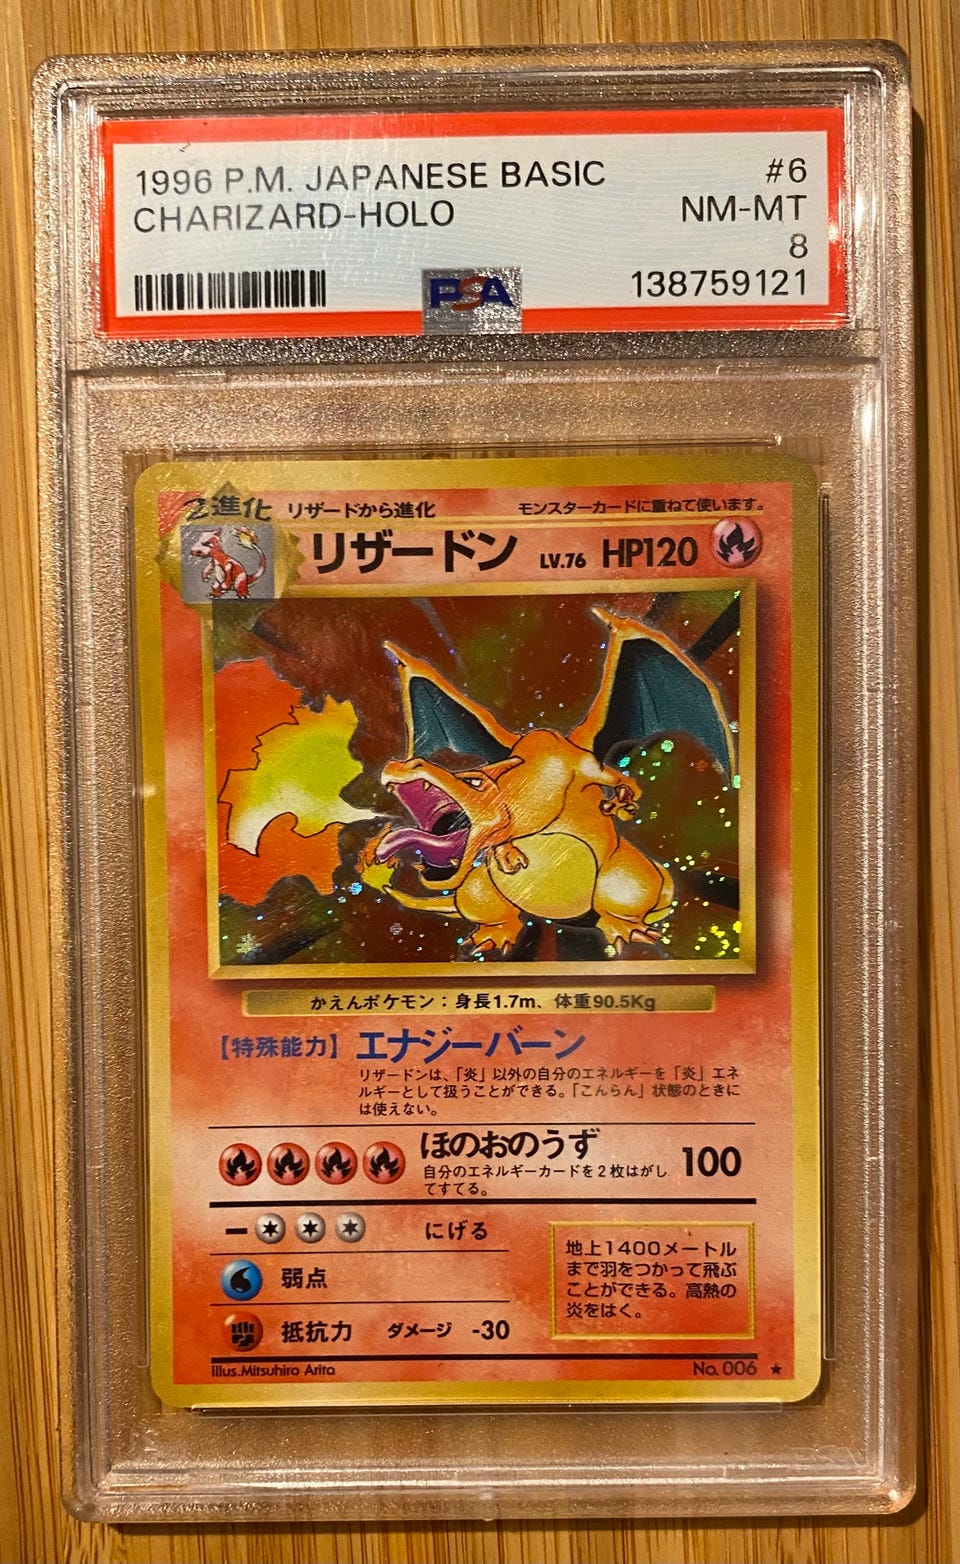 1996 P.M. JAPANESE BASIC #6
CHARIZARD-HOLO NM-MT
8
PSA 138759121
2進化 リザードから進化 モンスターカードに重ねて使います。
リザードン LV.76 HP120
かえんポケモン：身長1.7m、体重90.5Kg
【特殊能力】エナジーバーン
リザードンは、「炎」以外の自分のエネルギーを「炎」エネ
ルギーとして扱うことができる。「こんらん」状態のときに
は使えない。
ほのおのうず 100
自分のエネルギーカードを2枚はがし
てすてる。
にげる
弱点
抵抗力 ダメージ -30
地上1400メートル
まで羽をつかって飛ぶ
ことができる。高熱の
炎をはく。
Illus.Mitsuhiro Arita No.006 ★